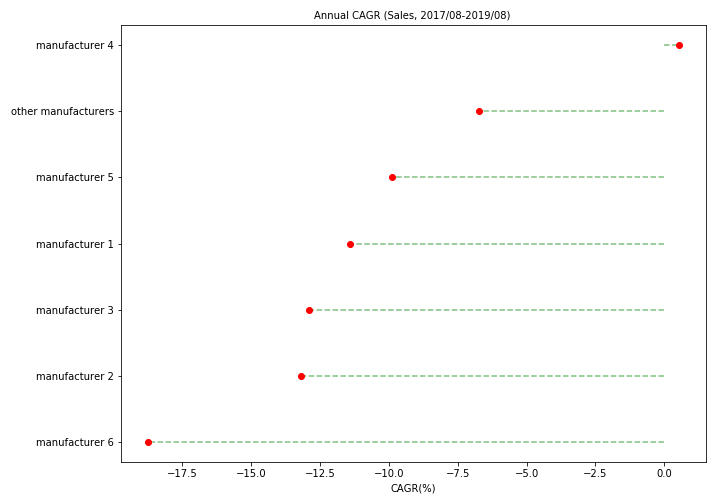 Annual CAGR (Sales, 2017/08-2019/08)
manufacturer 4
other manufacturers
manufacturer 5
manufacturer 1
manufacturer 3
manufacturer 2
manufacturer 6
−17.5 −15.0 −12.5 −10.0 −7.5 −5.0 −2.5 0.0
CAGR(%)